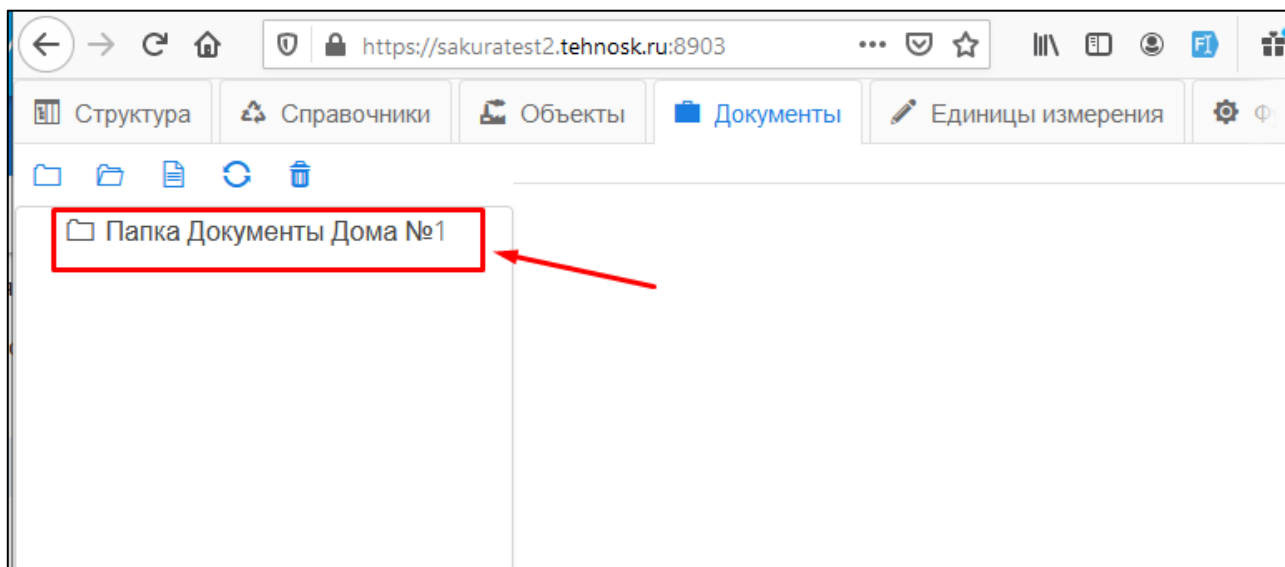 https://sakuratest2.tehnosk.ru:8903
Структура Справочники Объекты Документы Единицы измерения
Папка Документы Дома №1